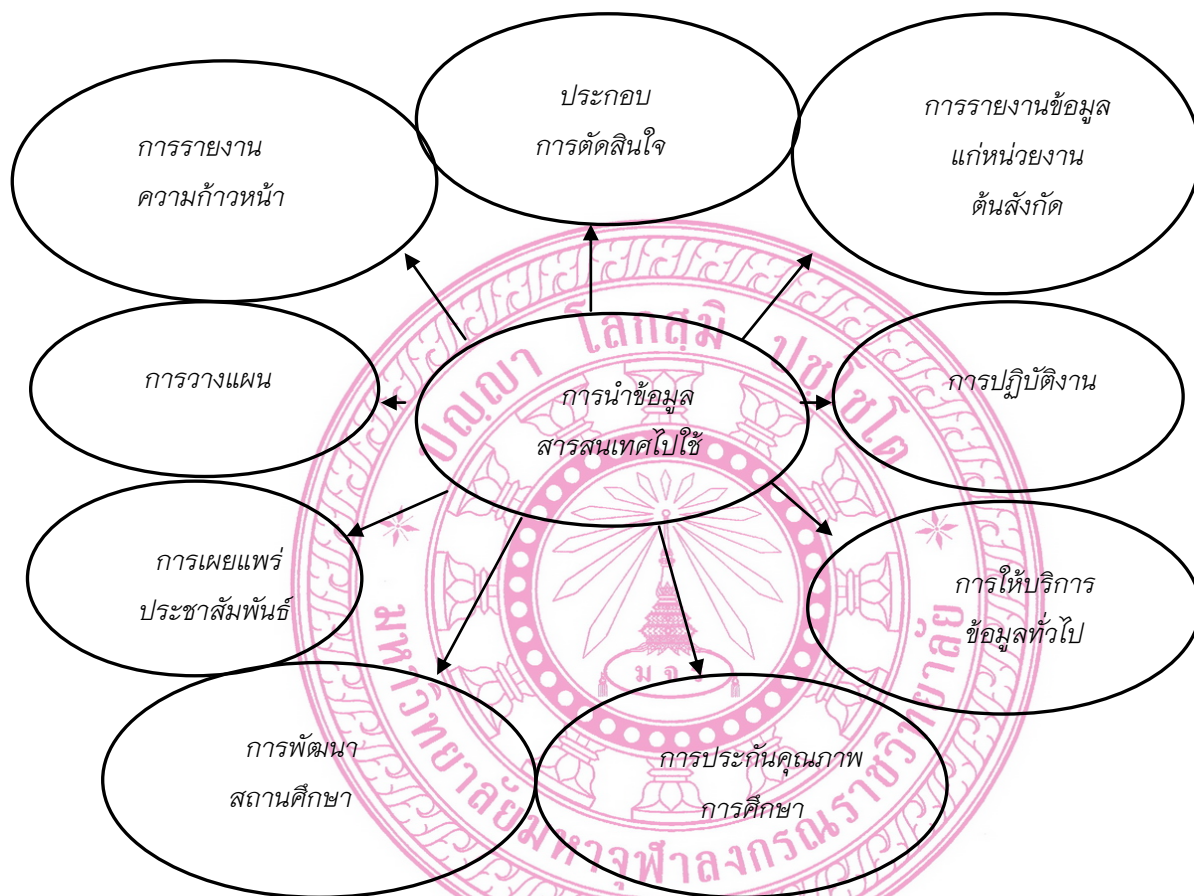 ประกอบ
การตัดสินใจ
การรายงานข้อมูล
แก่หน่วยงาน
ต้นสังกัด
การรายงาน
ความก้าวหน้า
ปญฺญา โลกสฺมิ ปชฺโชโต
การวางแผน
การนำข้อมูล
สารสนเทศไปใช้
การปฏิบัติงาน
การเผยแพร่
ประชาสัมพันธ์
การให้บริการ
ข้อมูลทั่วไป
ม จ ร
การพัฒนา
สถานศึกษา
การประกันคุณภาพ
การศึกษา
มหาวิทยาลัยมหาจุฬาลงกรณราชวิทยาลัย